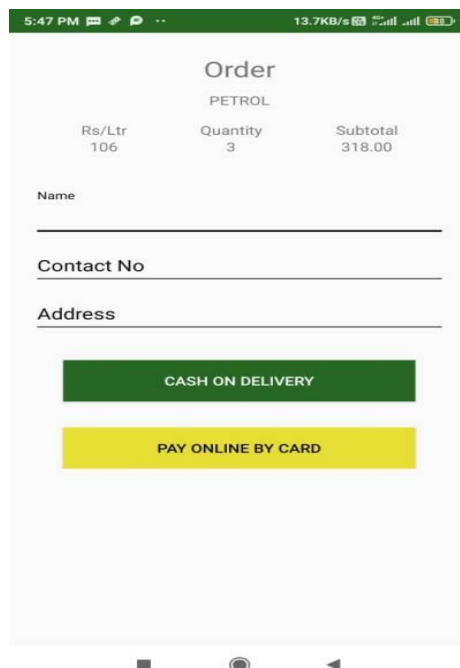 5:47 PM 13.7KB/s
Order
PETROL
Rs/Ltr Quantity Subtotal
106 3 318.00
Name
Contact No
Address
CASH ON DELIVERY
PAY ONLINE BY CARD